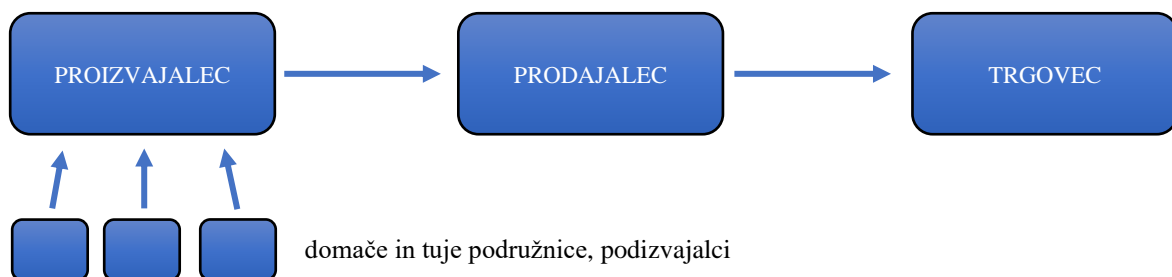 PROIZVAJALEC
PRODAJALEC
TRGOVEC
domače in tuje podružnice, podizvajalci